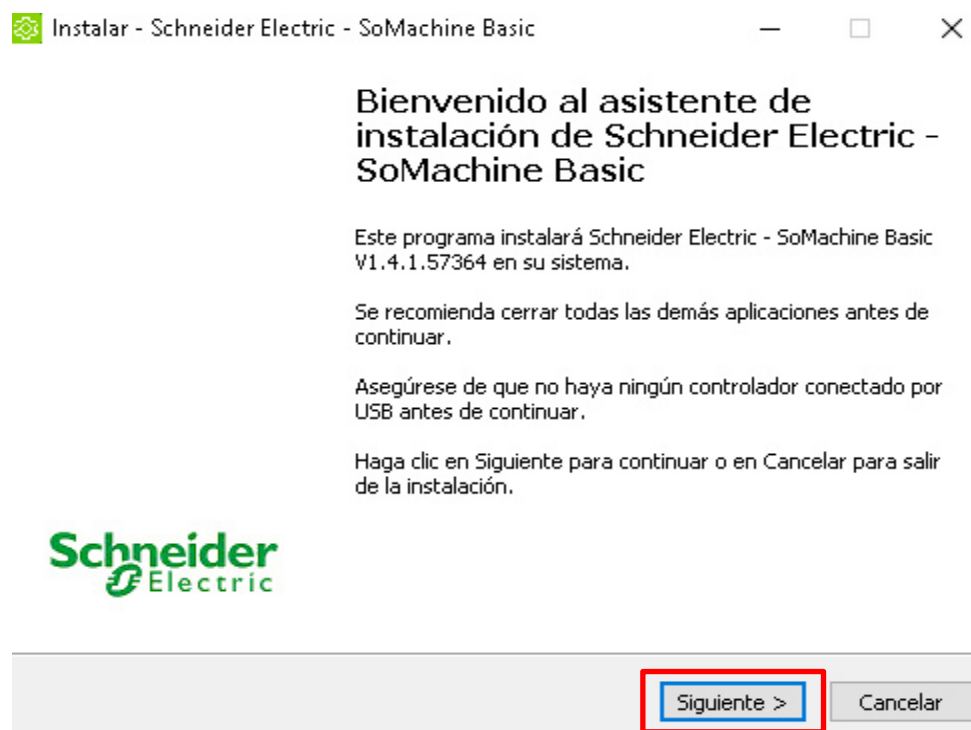 Instalar - Schneider Electric - SoMachine Basic
Bienvenido al asistente de
instalación de Schneider Electric -
SoMachine Basic
Este programa instalará Schneider Electric - SoMachine Basic
V1.4.1.57364 en su sistema.
Se recomienda cerrar todas las demás aplicaciones antes de
continuar.
Asegúrese de que no haya ningún controlador conectado por
USB antes de continuar.
Haga clic en Siguiente para continuar o en Cancelar para salir
de la instalación.
Schneider
Electric
Siguiente >
Cancelar